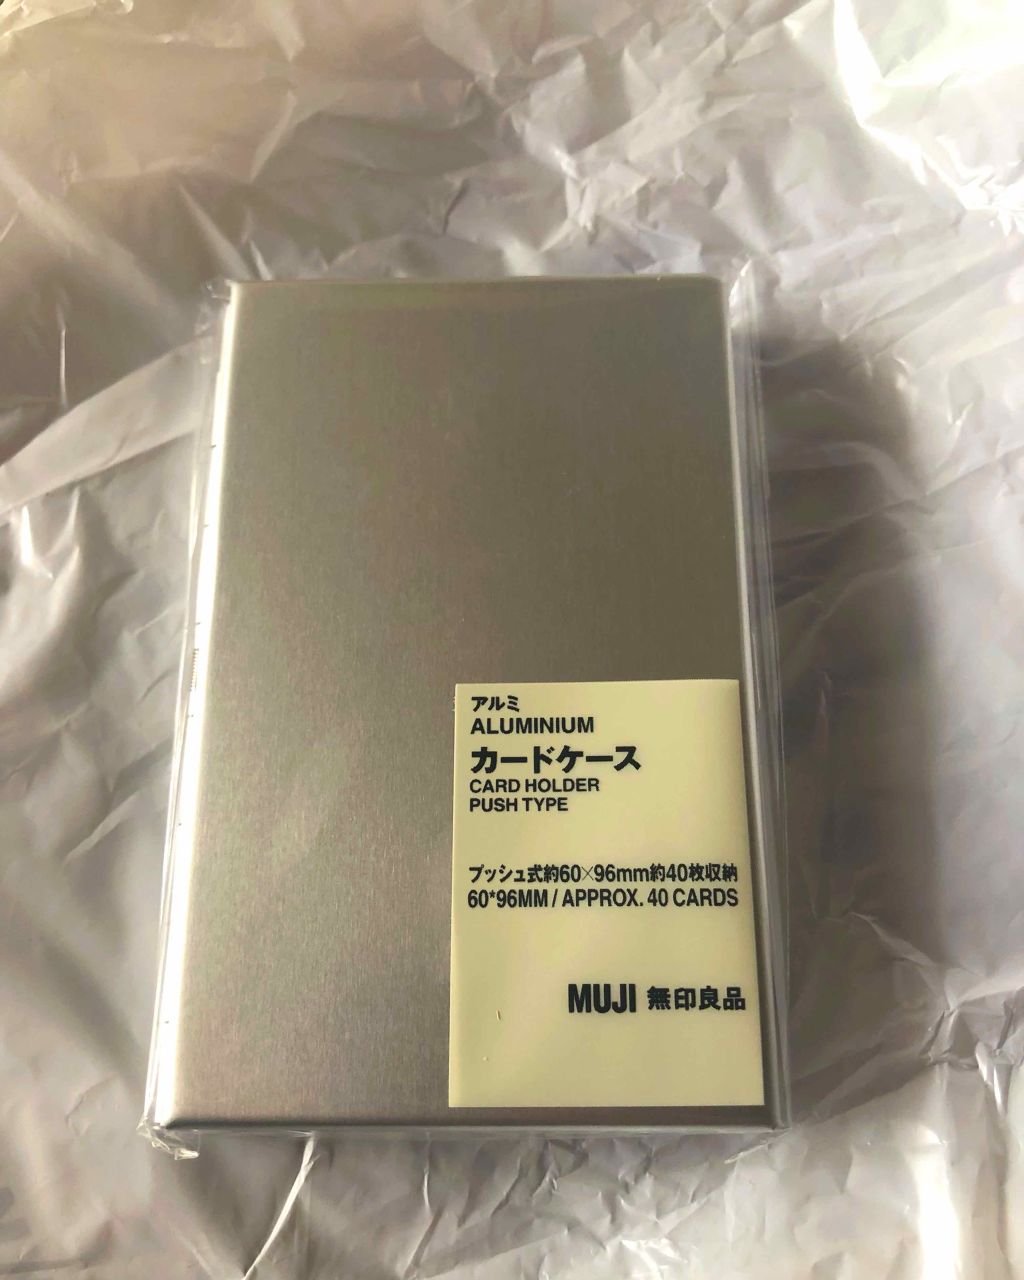 アルミ
ALUMINIUM
カードケース
CARD HOLDER
PUSH TYPE
プッシュ式約60×96mm約40枚収納
60*96MM / APPROX. 40 CARDS
MUJI 無印良品